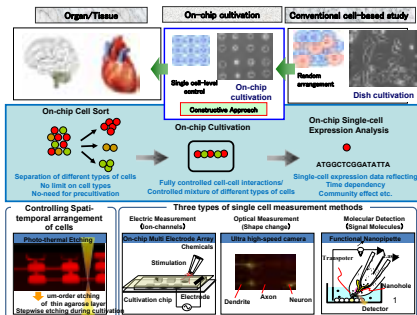 Organ/Tissue
On-chip cultivation
Conventional cell-based study
Single cell-level
control
On-chip
cultivation
Random
arrangement
Dish cultivation
Constructive Approach
On-chip Cell Sort
On-chip Cultivation
On-chip Single-cell
Expression Analysis
ATGGCTCGGATATTA
Separation of different types of cells
No limit on cell types
No-need for precultivation
Fully controlled cell-cell interactions/
Controlled mixture of different types of cells
Single-cell expression data reflecting
Time dependency
Community effect etc.
Controlling Spati-
temporal arrangement
of cells
Photo-thermal Etching
um-order etching
of thin agarose layer
Stepwise etching during cultivation
Three types of single cell measurement methods
Electric Measurement
(Ion-channels)
On-chip Multi Electrode Array
Chemicals
Stimulation
Cultivation chip
Electrode
Optical Measurement
(Shape change)
Ultra high-speed camera
Dendrite
Axon
Neuron
Molecular Detection
(Signal Molecules)
Functional Nanopipette
Transpoter
Nanohole
Detector
1